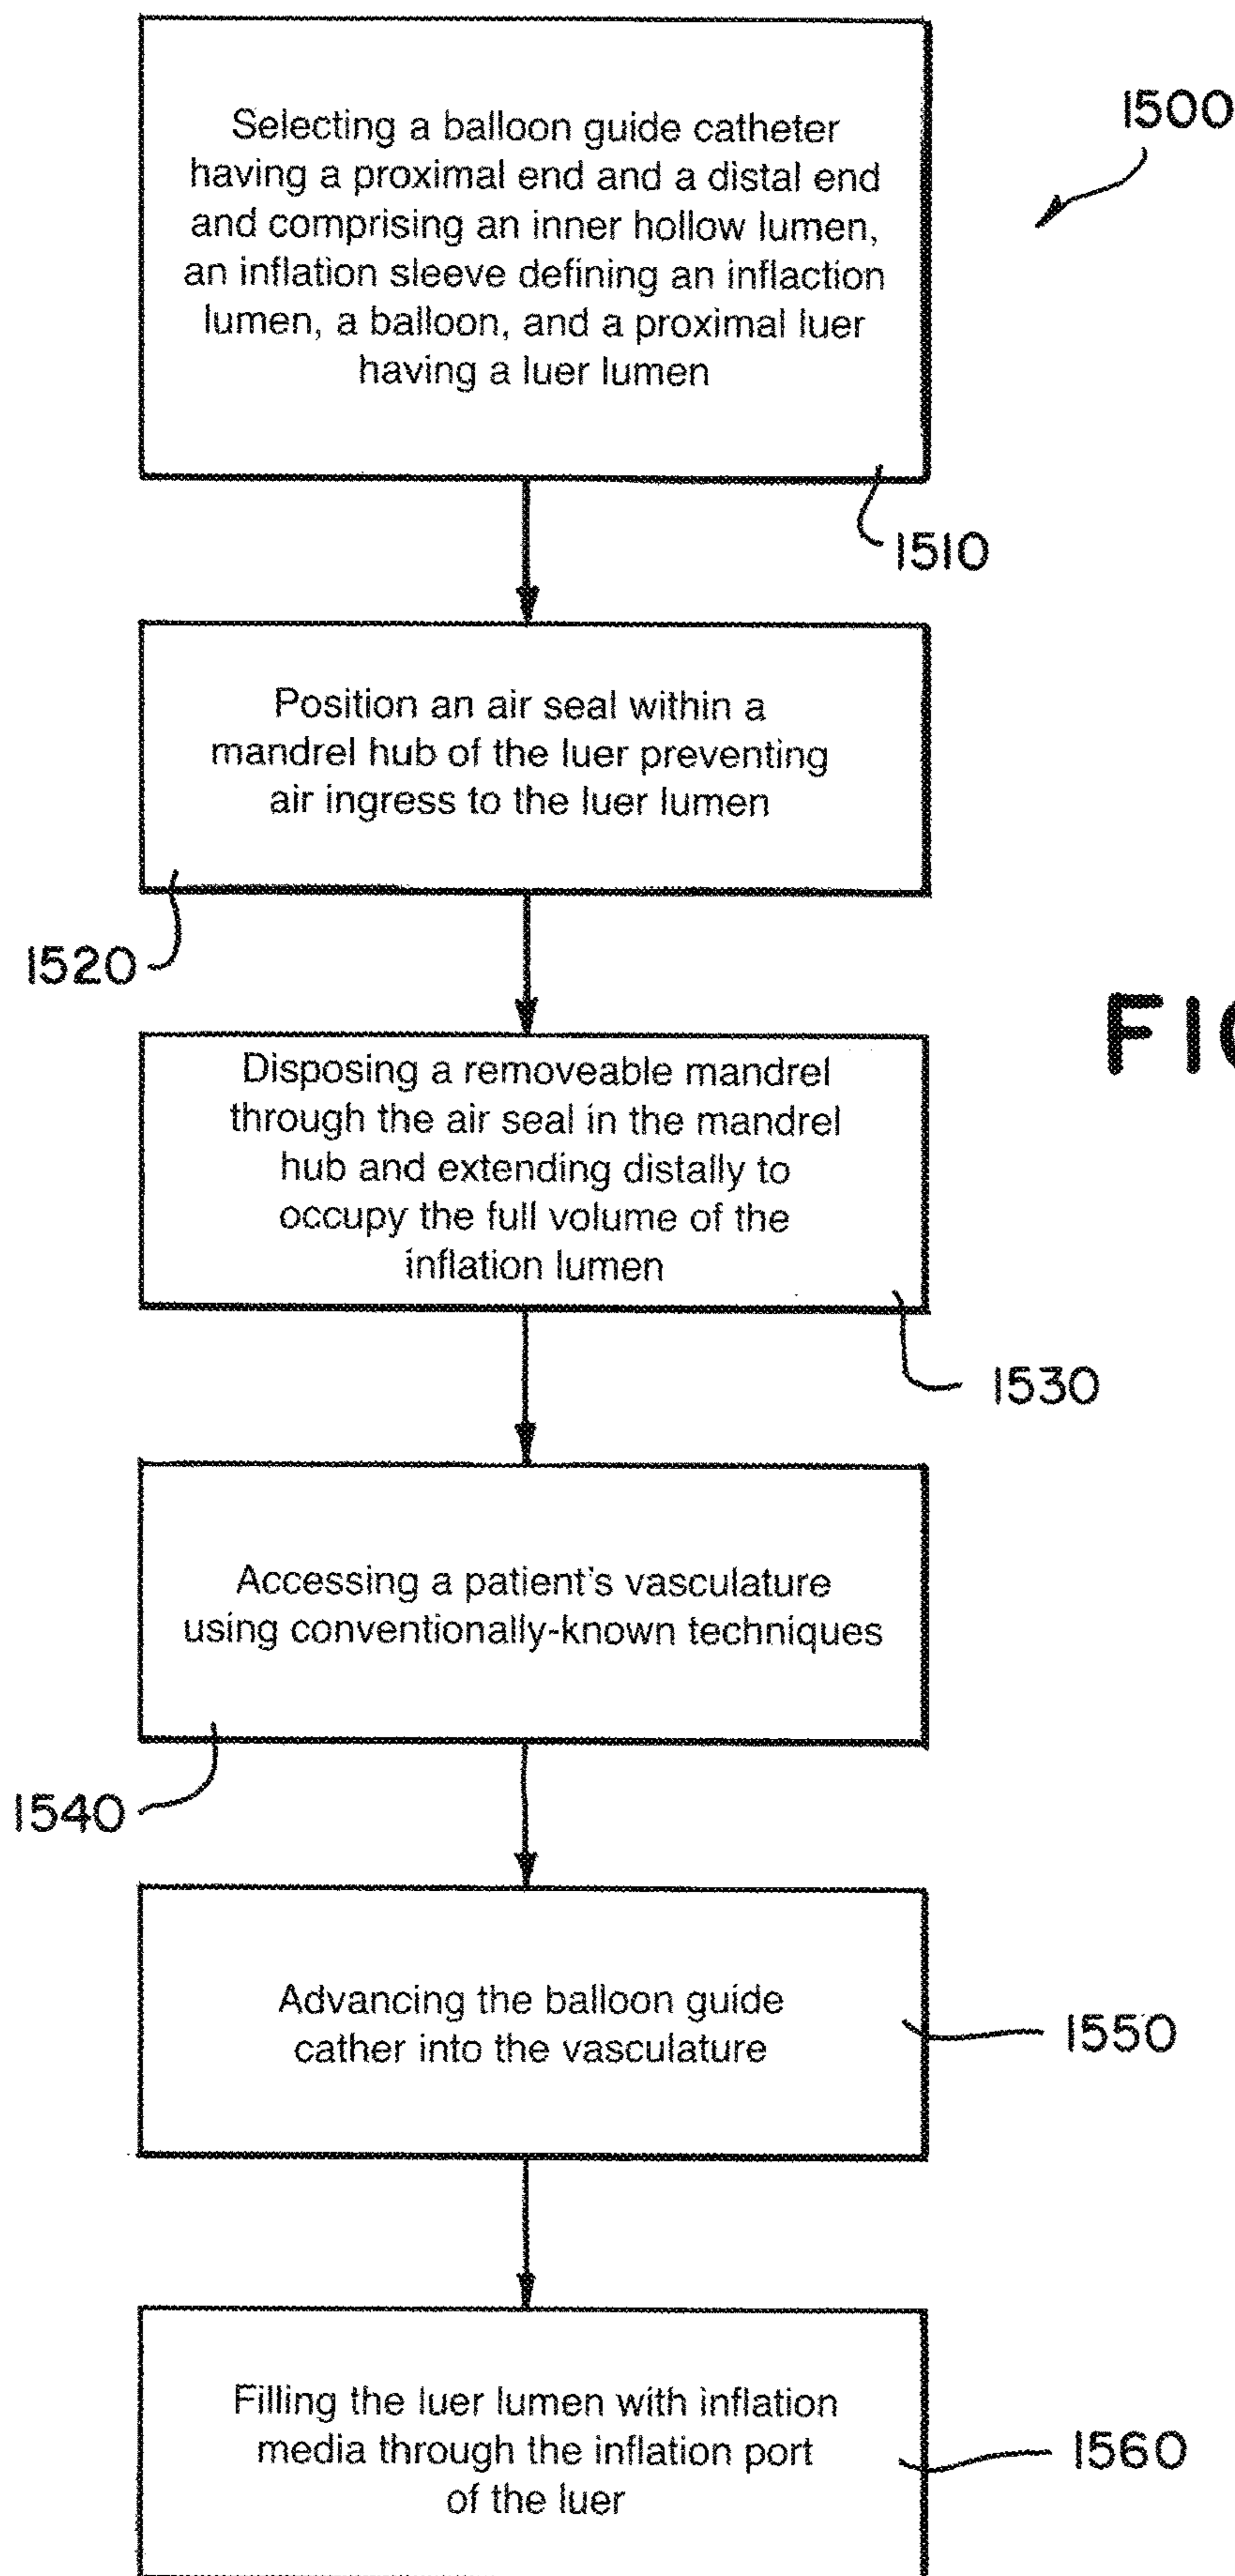 Selecting a balloon guide catheter
having a proximal end and a distal end
and comprising an inner hollow lumen,
an inflation sleeve defining an inflaction
lumen, a balloon, and a proximal luer
having a luer lumen
1500
1510
Position an air seal within a
mandrel hub of the luer preventing
air ingress to the luer lumen
1520
Disposing a removeable mandrel
through the air seal in the mandrel
hub and extending distally to
occupy the full volume of the
inflation lumen
1530
Accessing a patient's vasculature
using conventionally-known techniques
1540
Advancing the balloon guide
cather into the vasculature
1550
Filling the luer lumen with inflation
media through the inflation port
of the luer
1560